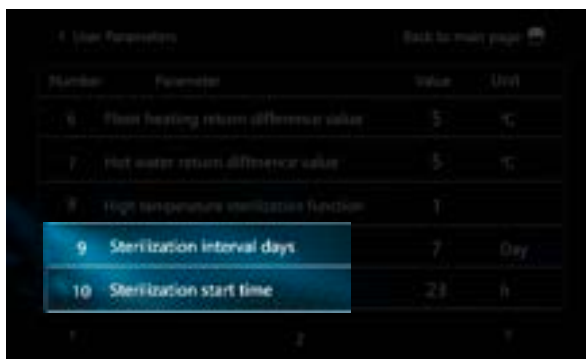 < User Parameters Back to main page
Number Parameter Value Unit
6 Floor heating return difference value 5 ℃
7 Hot water return difference value 5 ℃
8 High temperature sterilization function 1
9 Sterilization interval days 7 Day
10 Sterilization start time 23 h
2